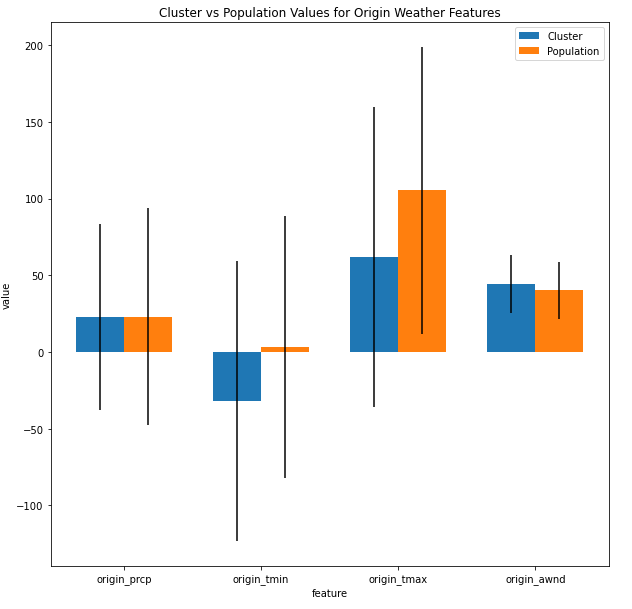 Cluster vs Population Values for Origin Weather Features
Cluster
Population
200
150
100
50
0
−50
−100
value
origin_prcp
origin_tmin
origin_tmax
origin_awnd
feature